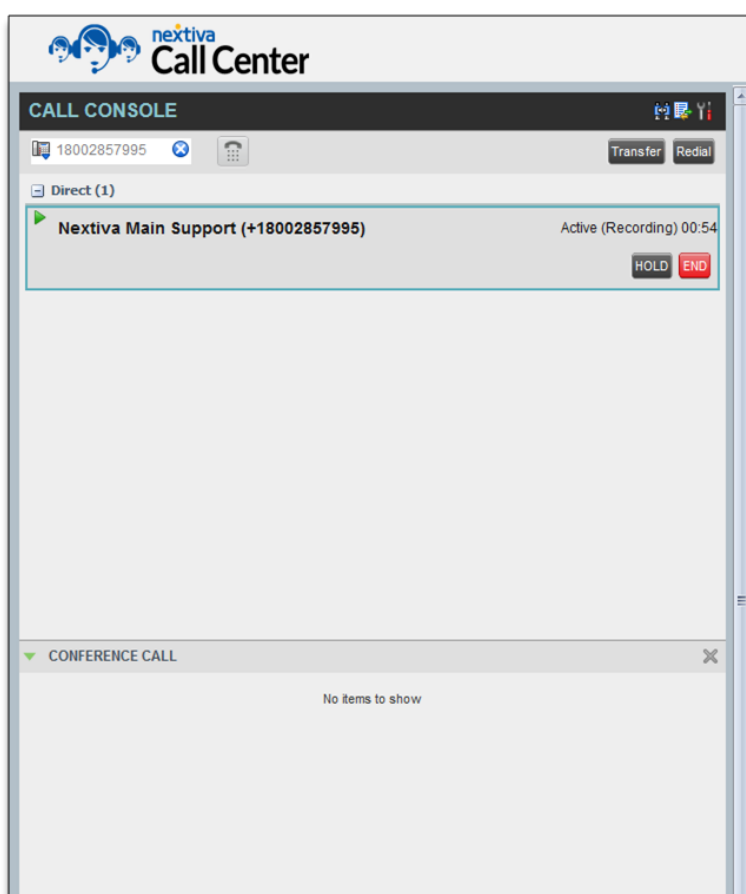 nextiva
Call Center
CALL CONSOLE
18002857995
Transfer Redial
Direct (1)
Nextiva Main Support (+18002857995) Active (Recording) 00:54
HOLD END
CONFERENCE CALL
No items to show